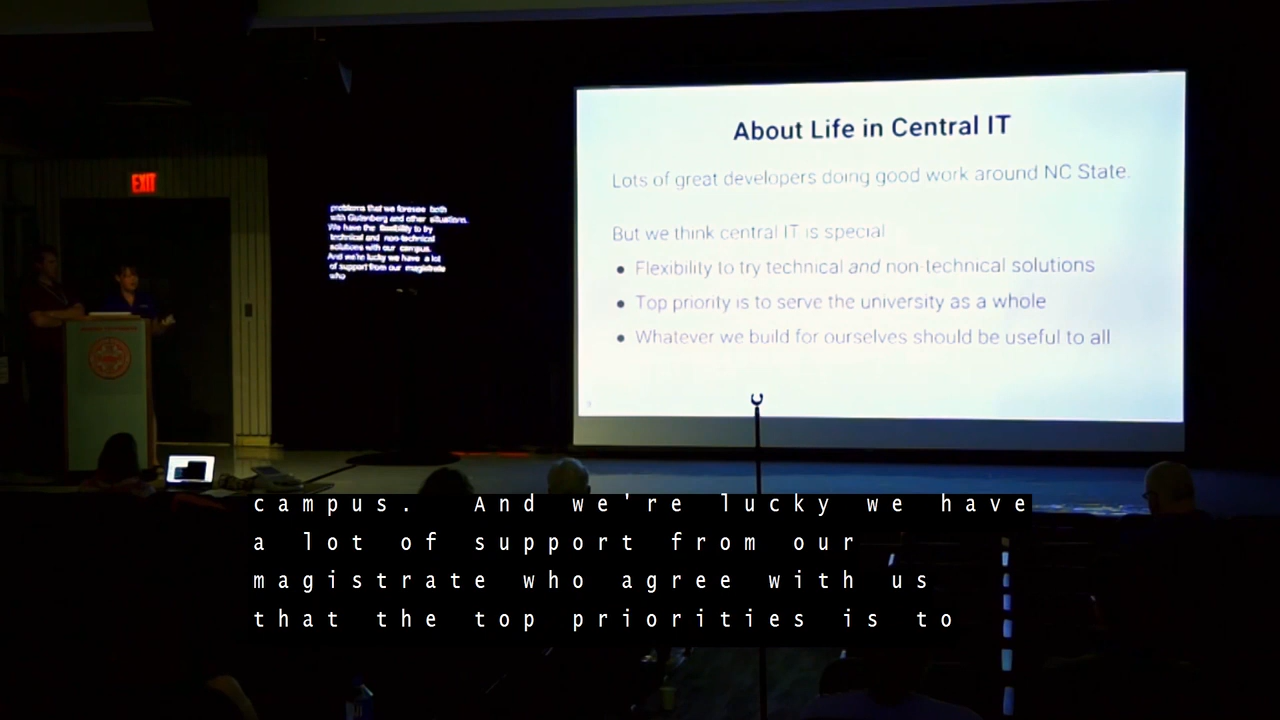 About Life in Central IT
Lots of great developers doing good work around NC State.
But we think central IT is special
• Flexibility to try technical and non-technical solutions
• Top priority is to serve the university as a whole
• Whatever we build for ourselves should be useful to all
EXIT
problems that we foresee both
with Gutenberg and other situations.
We have the flexibility to try
technical and non-technical
solutions with our campus.
And we're lucky we have a lot
of support from our magistrate
who
campus. And we're lucky we have
a lot of support from our
magistrate who agree with us
that the top priorities is to